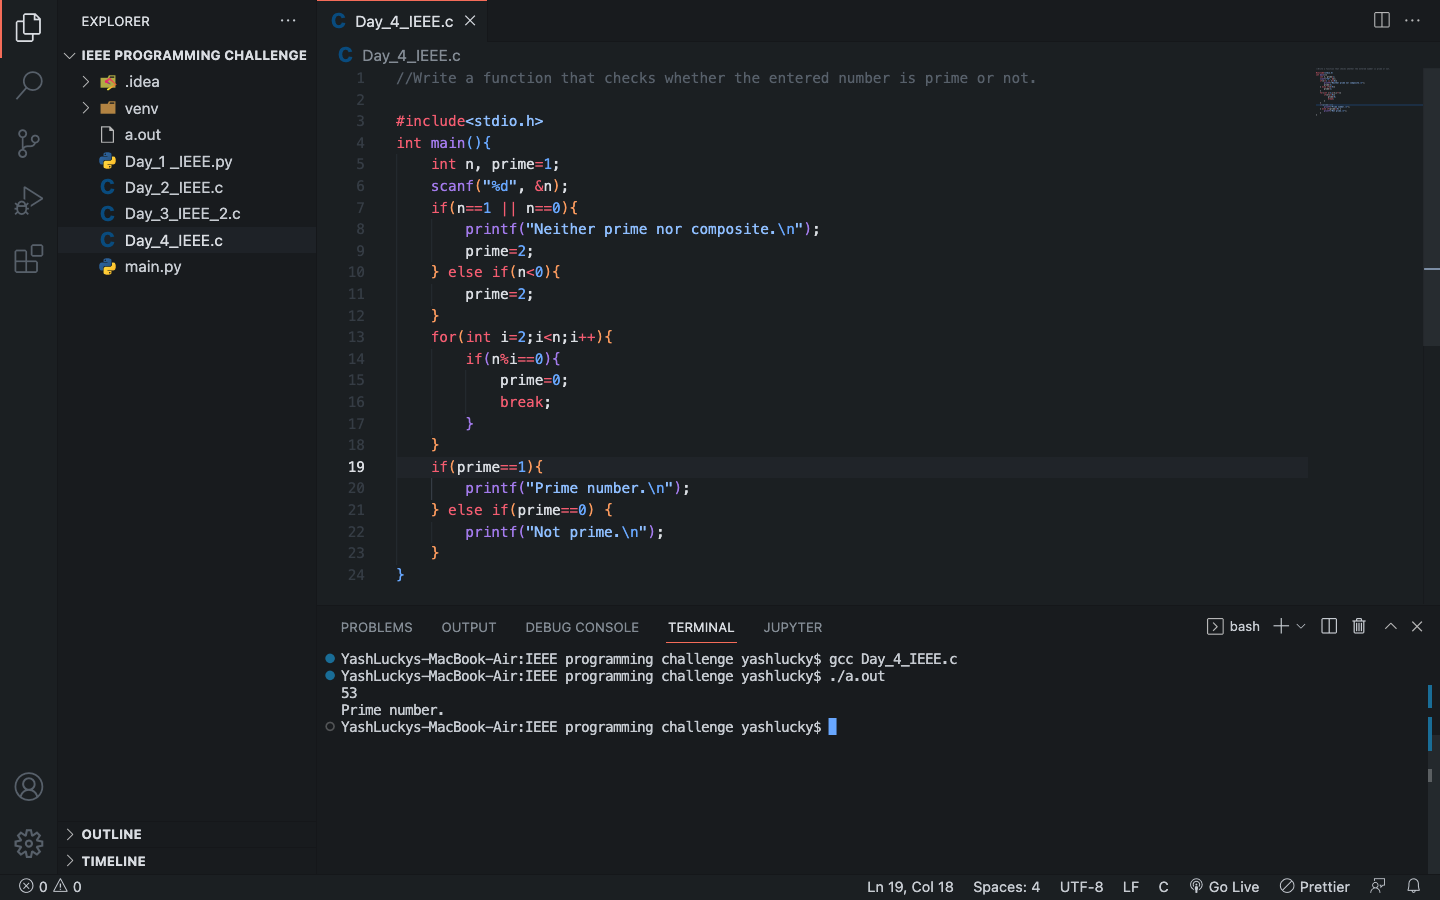 EXPLORER
IEEE PROGRAMMING CHALLENGE
.idea
venv
a.out
Day_1 _IEEE.py
Day_2_IEEE.c
Day_3_IEEE_2.c
Day_4_IEEE.c
main.py
OUTLINE
TIMELINE
C Day_4_IEEE.c
C Day_4_IEEE.c
1 //Write a function that checks whether the entered number is prime or not.
2
3 #include<stdio.h>
4 int main(){
5     int n, prime=1;
6     scanf("%d", &n);
7     if(n==1 || n==0){
8         printf("Neither prime nor composite.\n");
9         prime=2;
10     } else if(n<0){
11         prime=2;
12     }
13     for(int i=2;i<n;i++){
14         if(n%i==0){
15             prime=0;
16             break;
17         }
18     }
19     if(prime==1){
20         printf("Prime number.\n");
21     } else if(prime==0) {
22         printf("Not prime.\n");
23     }
24 }
PROBLEMS OUTPUT DEBUG CONSOLE TERMINAL JUPYTER bash
YashLuckys-MacBook-Air:IEEE programming challenge yashlucky$ gcc Day_4_IEEE.c
YashLuckys-MacBook-Air:IEEE programming challenge yashlucky$ ./a.out
53
Prime number.
YashLuckys-MacBook-Air:IEEE programming challenge yashlucky$
0 0 Ln 19, Col 18 Spaces: 4 UTF-8 LF C Go Live Prettier